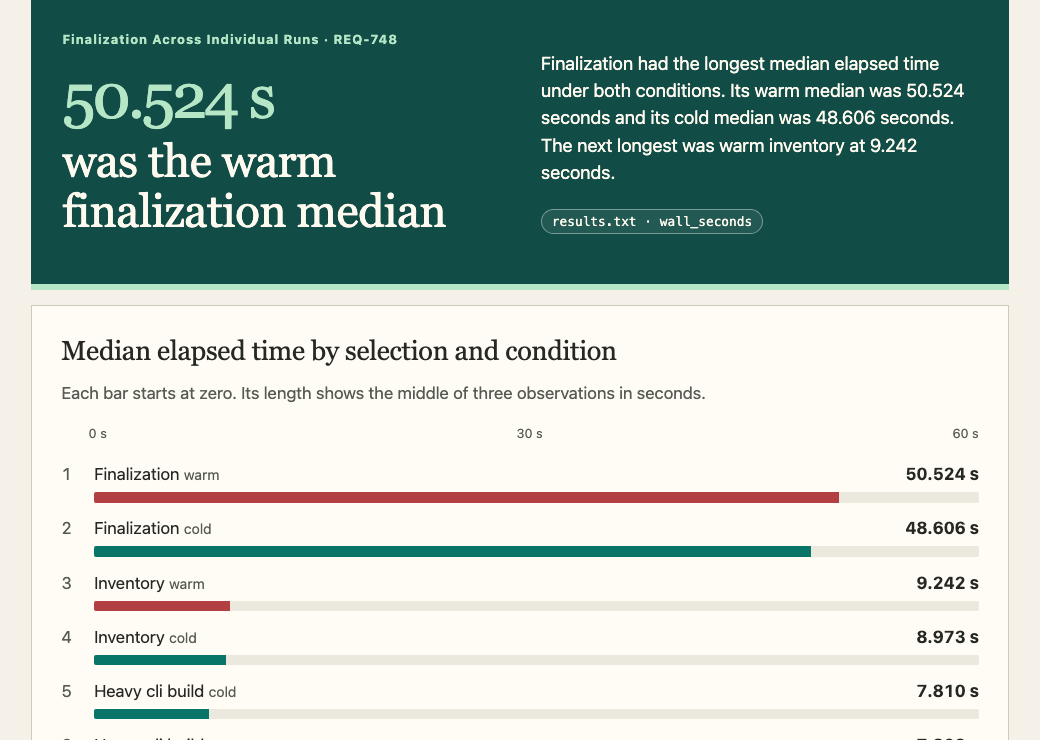 Finalization Across Individual Runs · REQ-748
50.524 s
was the warm
finalization median
Finalization had the longest median elapsed time
under both conditions. Its warm median was 50.524
seconds and its cold median was 48.606 seconds.
The next longest was warm inventory at 9.242
seconds.
results.txt · wall_seconds
Median elapsed time by selection and condition
Each bar starts at zero. Its length shows the middle of three observations in seconds.
0 s 30 s 60 s
1 Finalization warm 50.524 s
2 Finalization cold 48.606 s
3 Inventory warm 9.242 s
4 Inventory cold 8.973 s
5 Heavy cli build cold 7.810 s